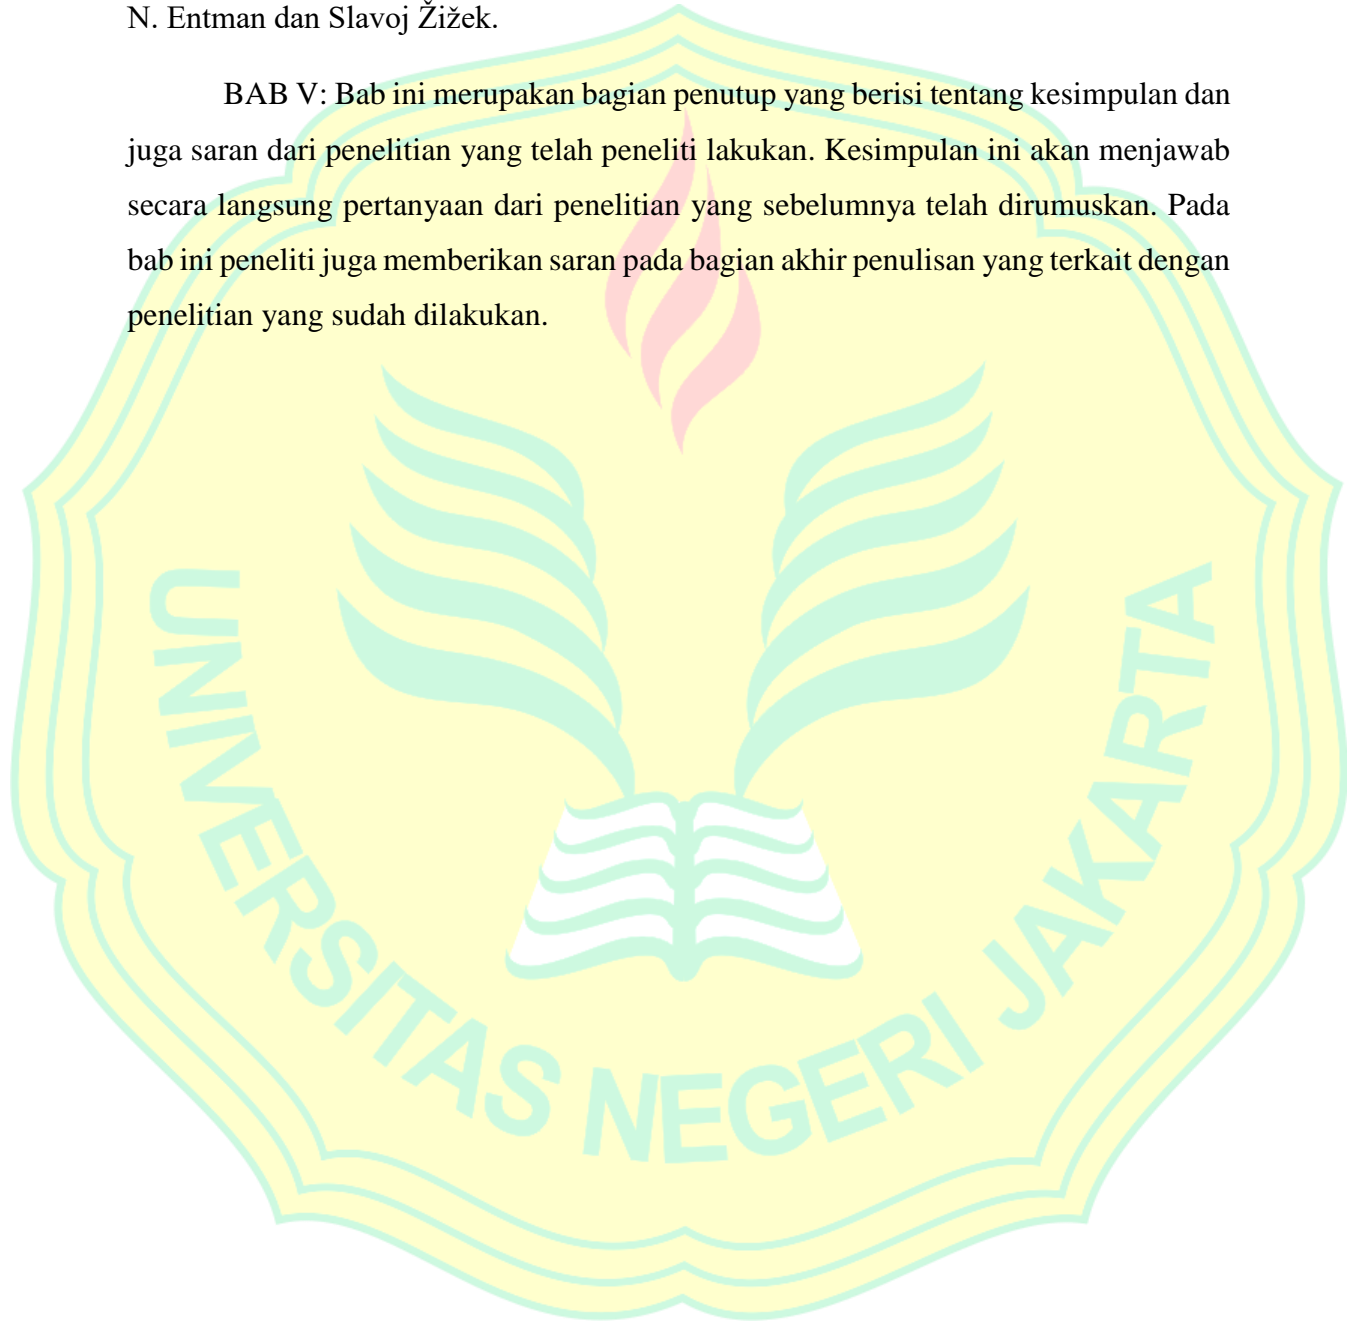 N. Entman dan Slavoj Žižek.
BAB V: Bab ini merupakan bagian penutup yang berisi tentang kesimpulan dan
juga saran dari penelitian yang telah peneliti lakukan. Kesimpulan ini akan menjawab
secara langsung pertanyaan dari penelitian yang sebelumnya telah dirumuskan. Pada
bab ini peneliti juga memberikan saran pada bagian akhir penulisan yang terkait dengan
penelitian yang sudah dilakukan.
UNIVERSITAS NEGERI JAKARTA